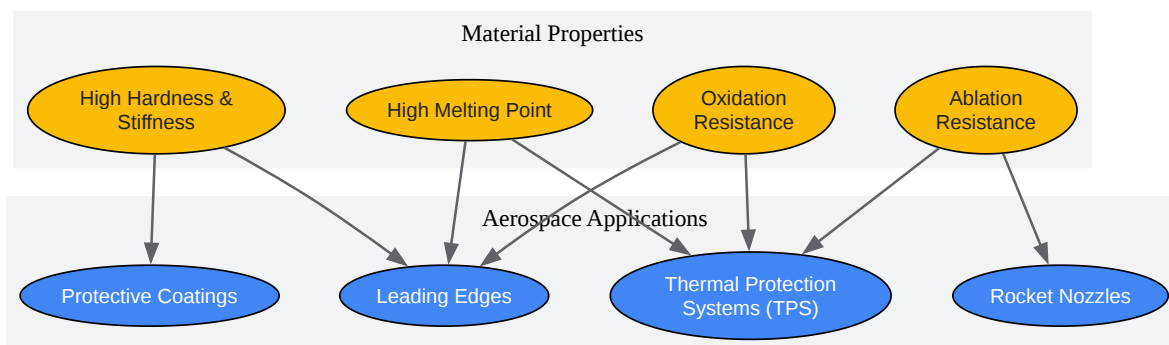 Material Properties
High Hardness &
Stiffness
High Melting Point
Oxidation
Resistance
Ablation
Resistance
Aerospace Applications
Protective Coatings
Leading Edges
Thermal Protection
Systems (TPS)
Rocket Nozzles